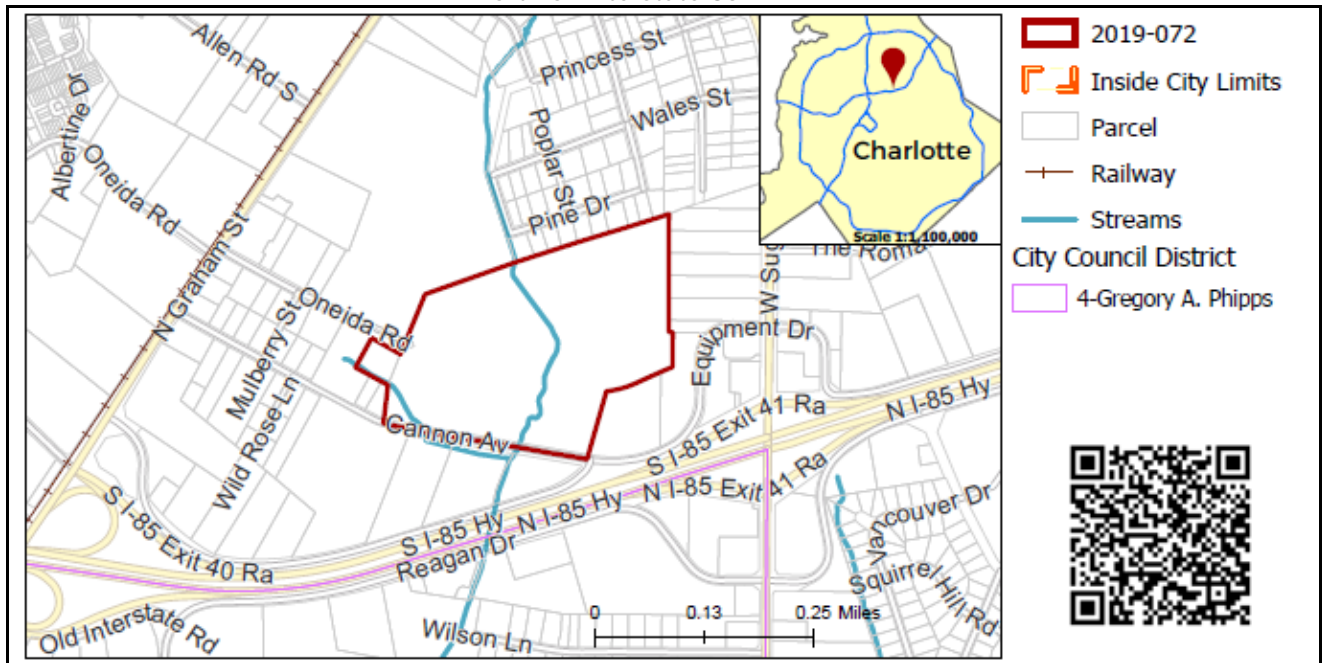 Allen Rd S
Albertine Dr
Oneida Rd
N Graham St
Princess St
Wales St
Poplar Ste
Pine Dr
Oneida Rd
Mulberry St
Wild Rose Ln
Cannon Av
Equipment Dr
W Sug
The Roma
S I-85 Exit 41 Ra
N I-85 Hy
S I-85 Hy
N I-85 Hy
N I-85 Exit 41 Ra
Reagan Dr
S I-85 Exit 40 Ra
Old Interstate Rd
Wilson Ln
Vancouver Dr
Squirrel Hill Rd
0 0.13 0.25 Miles
Charlotte
Scale 1:1,100,000
2019-072
Inside City Limits
Parcel
Railway
Streams
City Council District
4-Gregory A. Phipps